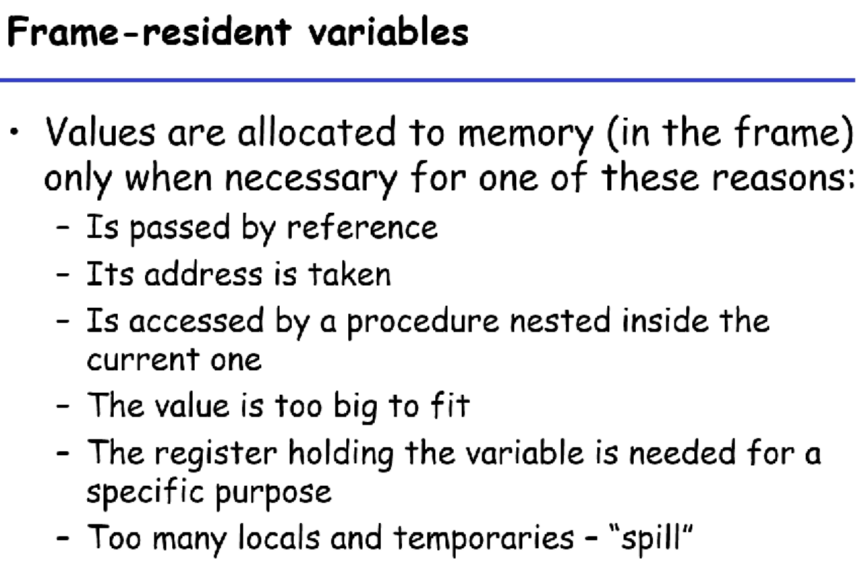 Frame-resident variables
• Values are allocated to memory (in the frame)
only when necessary for one of these reasons:
– Is passed by reference
– Its address is taken
– Is accessed by a procedure nested inside the
current one
– The value is too big to fit
– The register holding the variable is needed for a
specific purpose
– Too many locals and temporaries – “spill”